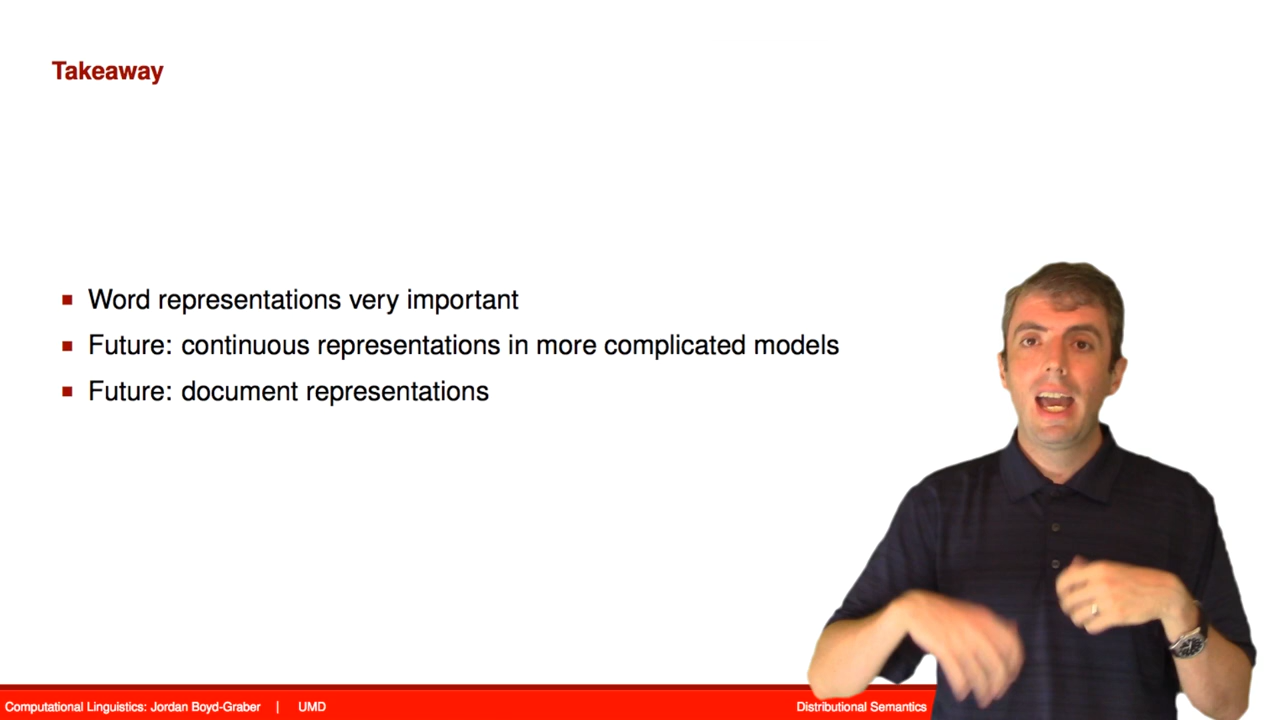 Takeaway
Word representations very important
Future: continuous representations in more complicated models
Future: document representations
Computational Linguistics: Jordan Boyd-Graber | UMD
Distributional Semantics